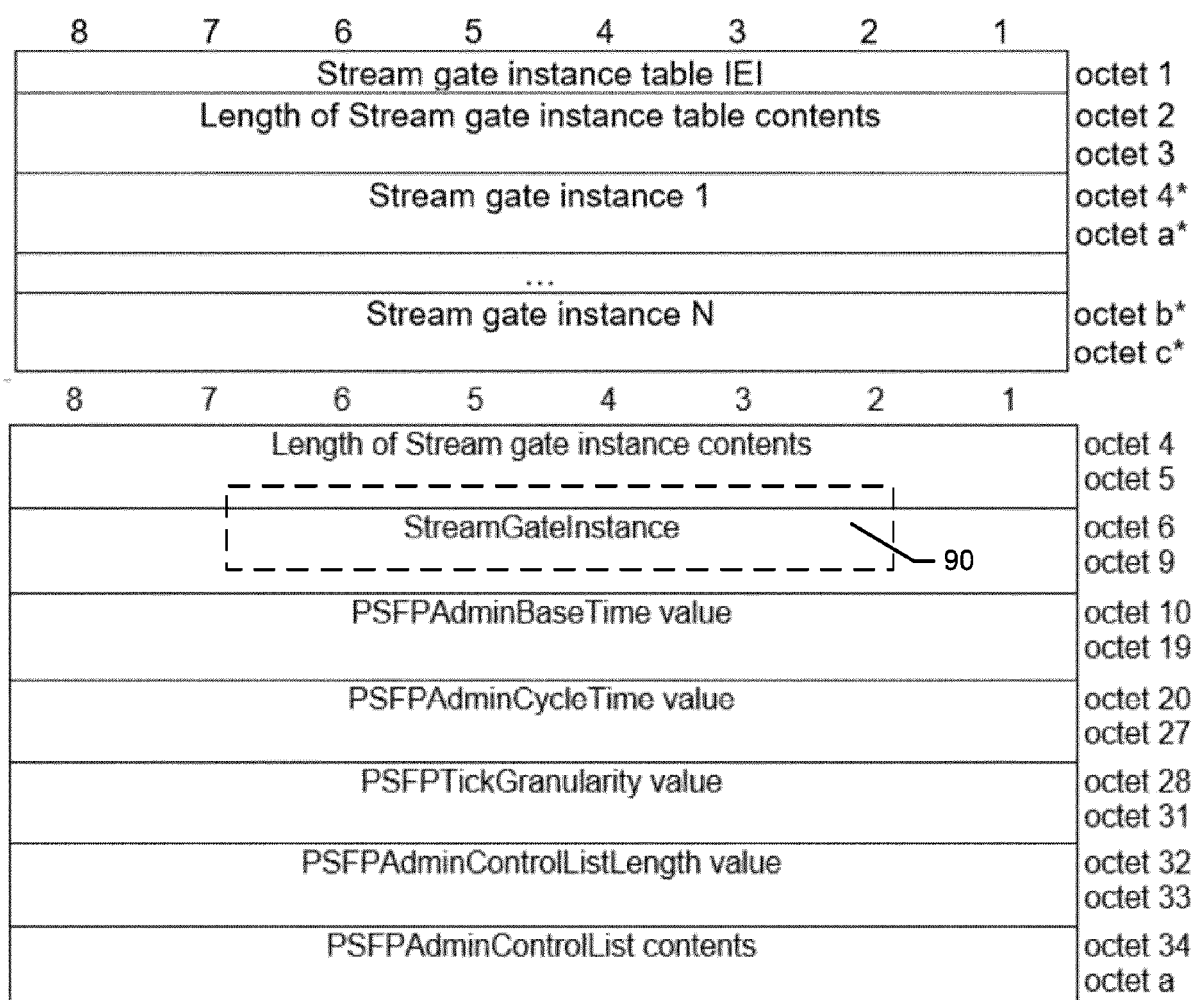 8 7 6 5 4 3 2 1
Stream gate instance table IEI octet 1
Length of Stream gate instance table contents octet 2
octet 3
Stream gate instance 1 octet 4*
octet a*
...
Stream gate instance N octet b*
octet c*
8 7 6 5 4 3 2 1
Length of Stream gate instance contents octet 4
octet 5
StreamGateInstance octet 6
octet 9
90
PSFPAdminBaseTime value octet 10
octet 19
PSFPAdminCycleTime value octet 20
octet 27
PSFPTickGranularity value octet 28
octet 31
PSFPAdminControlListLength value octet 32
octet 33
PSFPAdminControlList contents octet 34
octet a